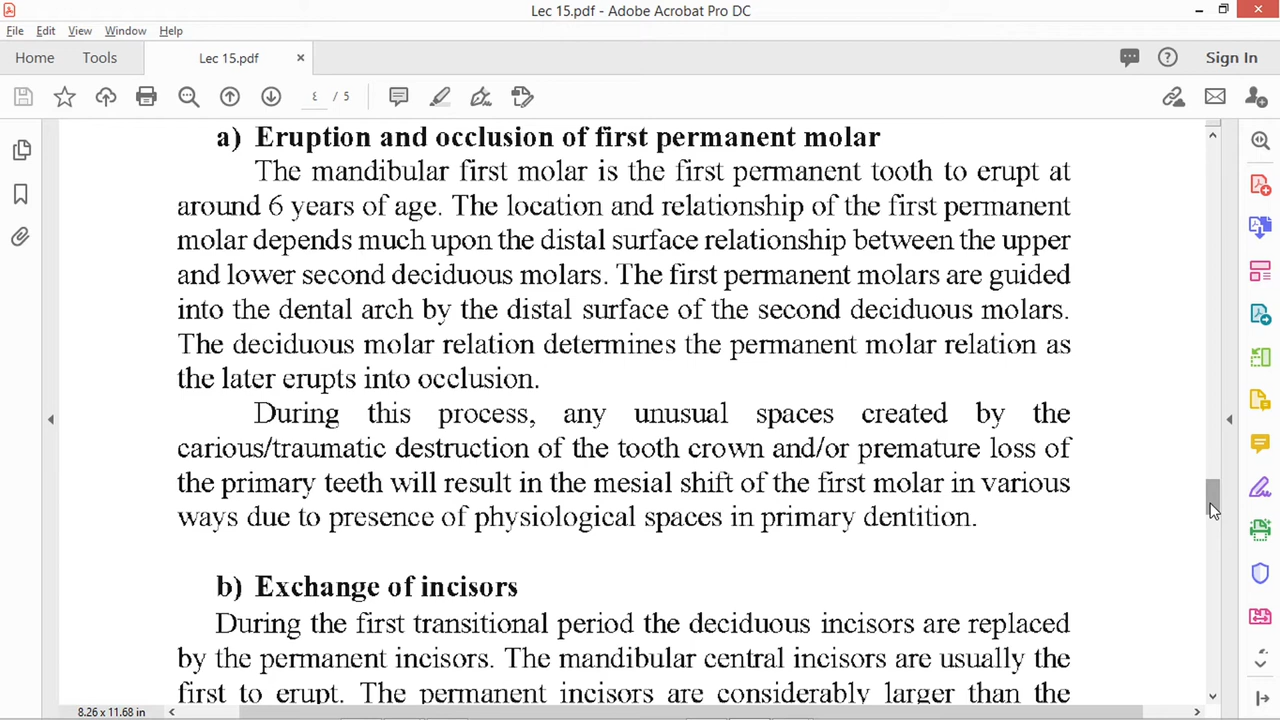 Lec 15.pdf - Adobe Acrobat Pro DC
File Edit View Window Help
Home Tools Lec 15.pdf × Sign In
٤ / 5
a) Eruption and occlusion of first permanent molar
The mandibular first molar is the first permanent tooth to erupt at
around 6 years of age. The location and relationship of the first permanent
molar depends much upon the distal surface relationship between the upper
and lower second deciduous molars. The first permanent molars are guided
into the dental arch by the distal surface of the second deciduous molars.
The deciduous molar relation determines the permanent molar relation as
the later erupts into occlusion.
During this process, any unusual spaces created by the
carious/traumatic destruction of the tooth crown and/or premature loss of
the primary teeth will result in the mesial shift of the first molar in various
ways due to presence of physiological spaces in primary dentition.
b) Exchange of incisors
During the first transitional period the deciduous incisors are replaced
by the permanent incisors. The mandibular central incisors are usually the
first to erupt. The permanent incisors are considerably larger than the
8.26 x 11.68 in